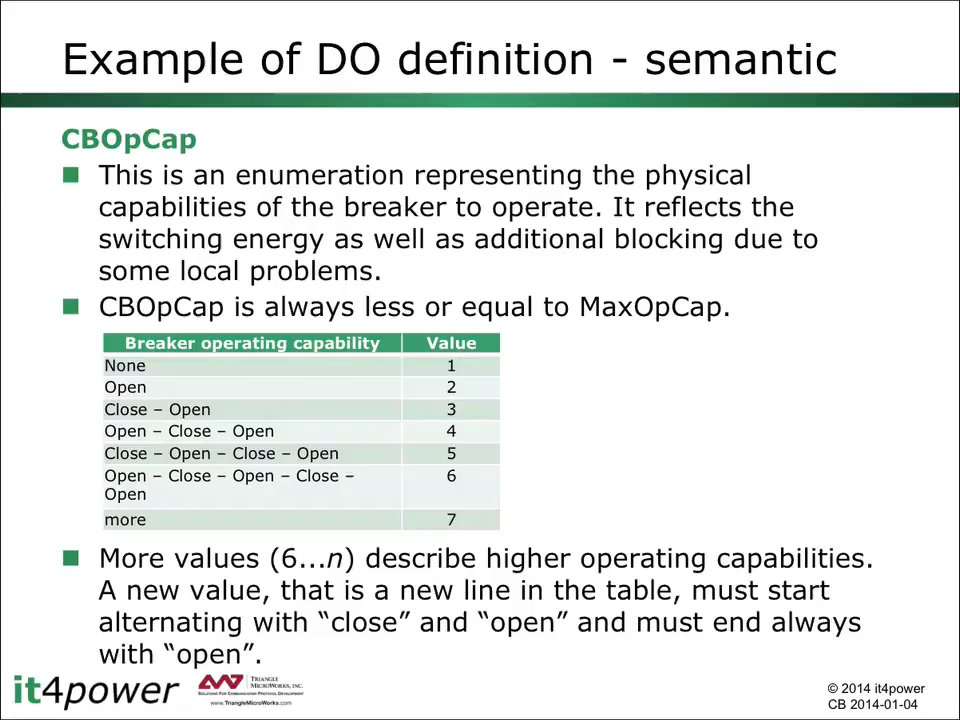 Example of DO definition - semantic
CBOpCap
This is an enumeration representing the physical
capabilities of the breaker to operate. It reflects the
switching energy as well as additional blocking due to
some local problems.
CBOpCap is always less or equal to MaxOpCap.
Breaker operating capability Value
None 1
Open 2
Close – Open 3
Open – Close – Open 4
Close – Open – Close – Open 5
Open – Close – Open – Close – 6
Open
more 7
More values (6...n) describe higher operating capabilities.
A new value, that is a new line in the table, must start
alternating with “close” and “open” and must end always
with “open”.
it4power
TRIANGLE
MICROWORKS, INC.
SOLUTIONS FOR COMMUNICATION PROTOCOL DEVELOPMENT
www.TriangleMicroWorks.com
© 2014 it4power
CB 2014-01-04